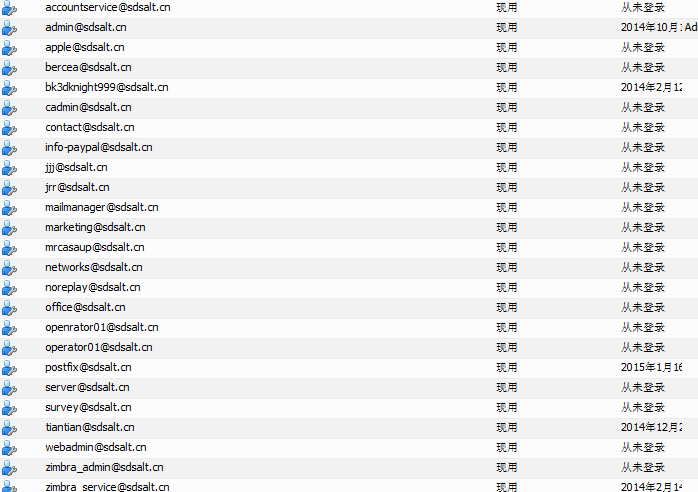 accountservice@sdsalt.cn 现用 从未登录
admin@sdsalt.cn 现用 2014年10月 Ad
apple@sdsalt.cn 现用 从未登录
bercea@sdsalt.cn 现用 从未登录
bk3dknight999@sdsalt.cn 现用 2014年2月12
cadmin@sdsalt.cn 现用 从未登录
contact@sdsalt.cn 现用 从未登录
info-paypal@sdsalt.cn 现用 从未登录
jjj@sdsalt.cn 现用 从未登录
jrr@sdsalt.cn 现用 从未登录
mailmanager@sdsalt.cn 现用 从未登录
marketing@sdsalt.cn 现用 从未登录
mrcasaup@sdsalt.cn 现用 从未登录
networks@sdsalt.cn 现用 从未登录
noreplay@sdsalt.cn 现用 从未登录
office@sdsalt.cn 现用 从未登录
openrator01@sdsalt.cn 现用 从未登录
operator01@sdsalt.cn 现用 从未登录
postfix@sdsalt.cn 现用 2015年1月16
server@sdsalt.cn 现用 从未登录
survey@sdsalt.cn 现用 从未登录
tiantian@sdsalt.cn 现用 2014年12月2
webadmin@sdsalt.cn 现用 从未登录
zimbra_admin@sdsalt.cn 现用 从未登录
zimbra_service@sdsalt.cn 现用 2014年2月14